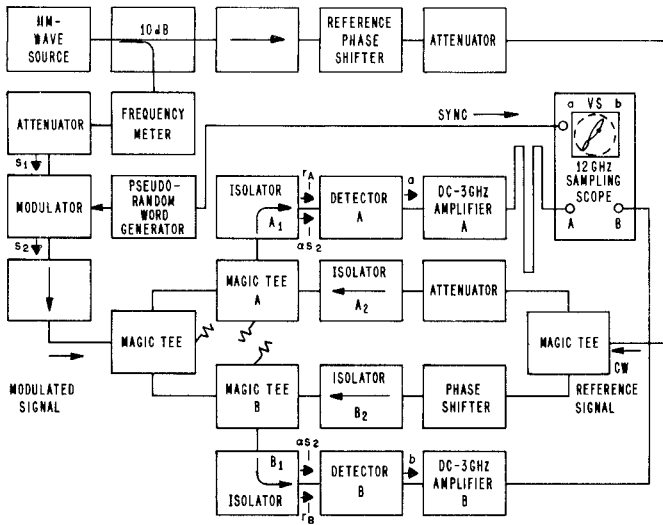 MM-
WAVE
SOURCE
10 dB
REFERENCE
PHASE
SHIFTER
ATTENUATOR
ATTENUATOR
FREQUENCY
METER
SYNC
a VS b
12 GHz
SAMPLING
SCOPE
A B
S1
MODULATOR
PSEUDO-
RANDOM
WORD
GENERATOR
S2
ISOLATOR
A1
rA
αS2
DETECTOR
A
a
DC-3GHz
AMPLIFIER
A
MAGIC TEE
A
ISOLATOR
A2
ATTENUATOR
MAGIC TEE
MAGIC TEE
CW
MODULATED
SIGNAL
MAGIC TEE
B
ISOLATOR
B2
PHASE
SHIFTER
REFERENCE
SIGNAL
B1
ISOLATOR
αS2
rB
DETECTOR
B
b
DC-3GHz
AMPLIFIER
B